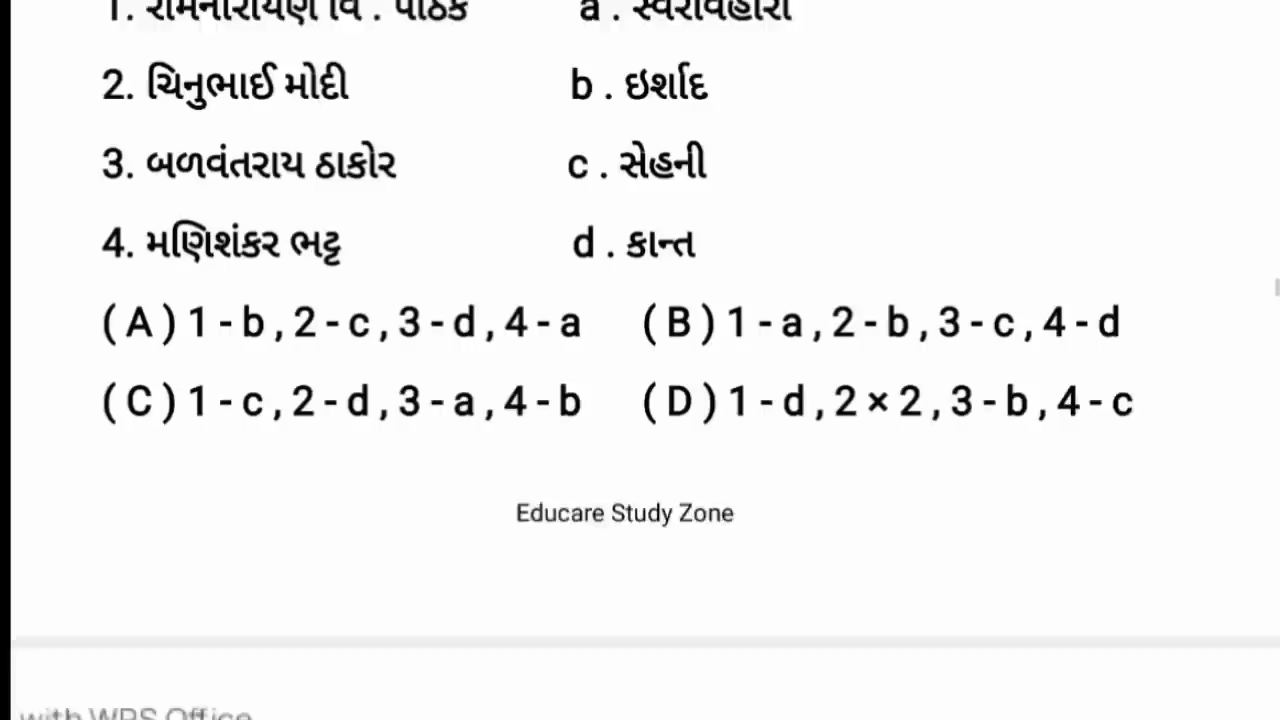 1. રામનારાયણ વિ . પાઠક a . સ્વૈરવિહારી
2. ચિનુભાઈ મોદી b . ઇર્શાદ
3. બળવંતરાય ઠાકોર c . સેહની
4. મણિશંકર ભટ્ટ d . કાન્ત
( A ) 1 - b , 2 - c , 3 - d , 4 - a ( B ) 1 - a , 2 - b , 3 - c , 4 - d
( C ) 1 - c , 2 - d , 3 - a , 4 - b ( D ) 1 - d , 2 × 2 , 3 - b , 4 - c
Educare Study Zone
with WPS Office